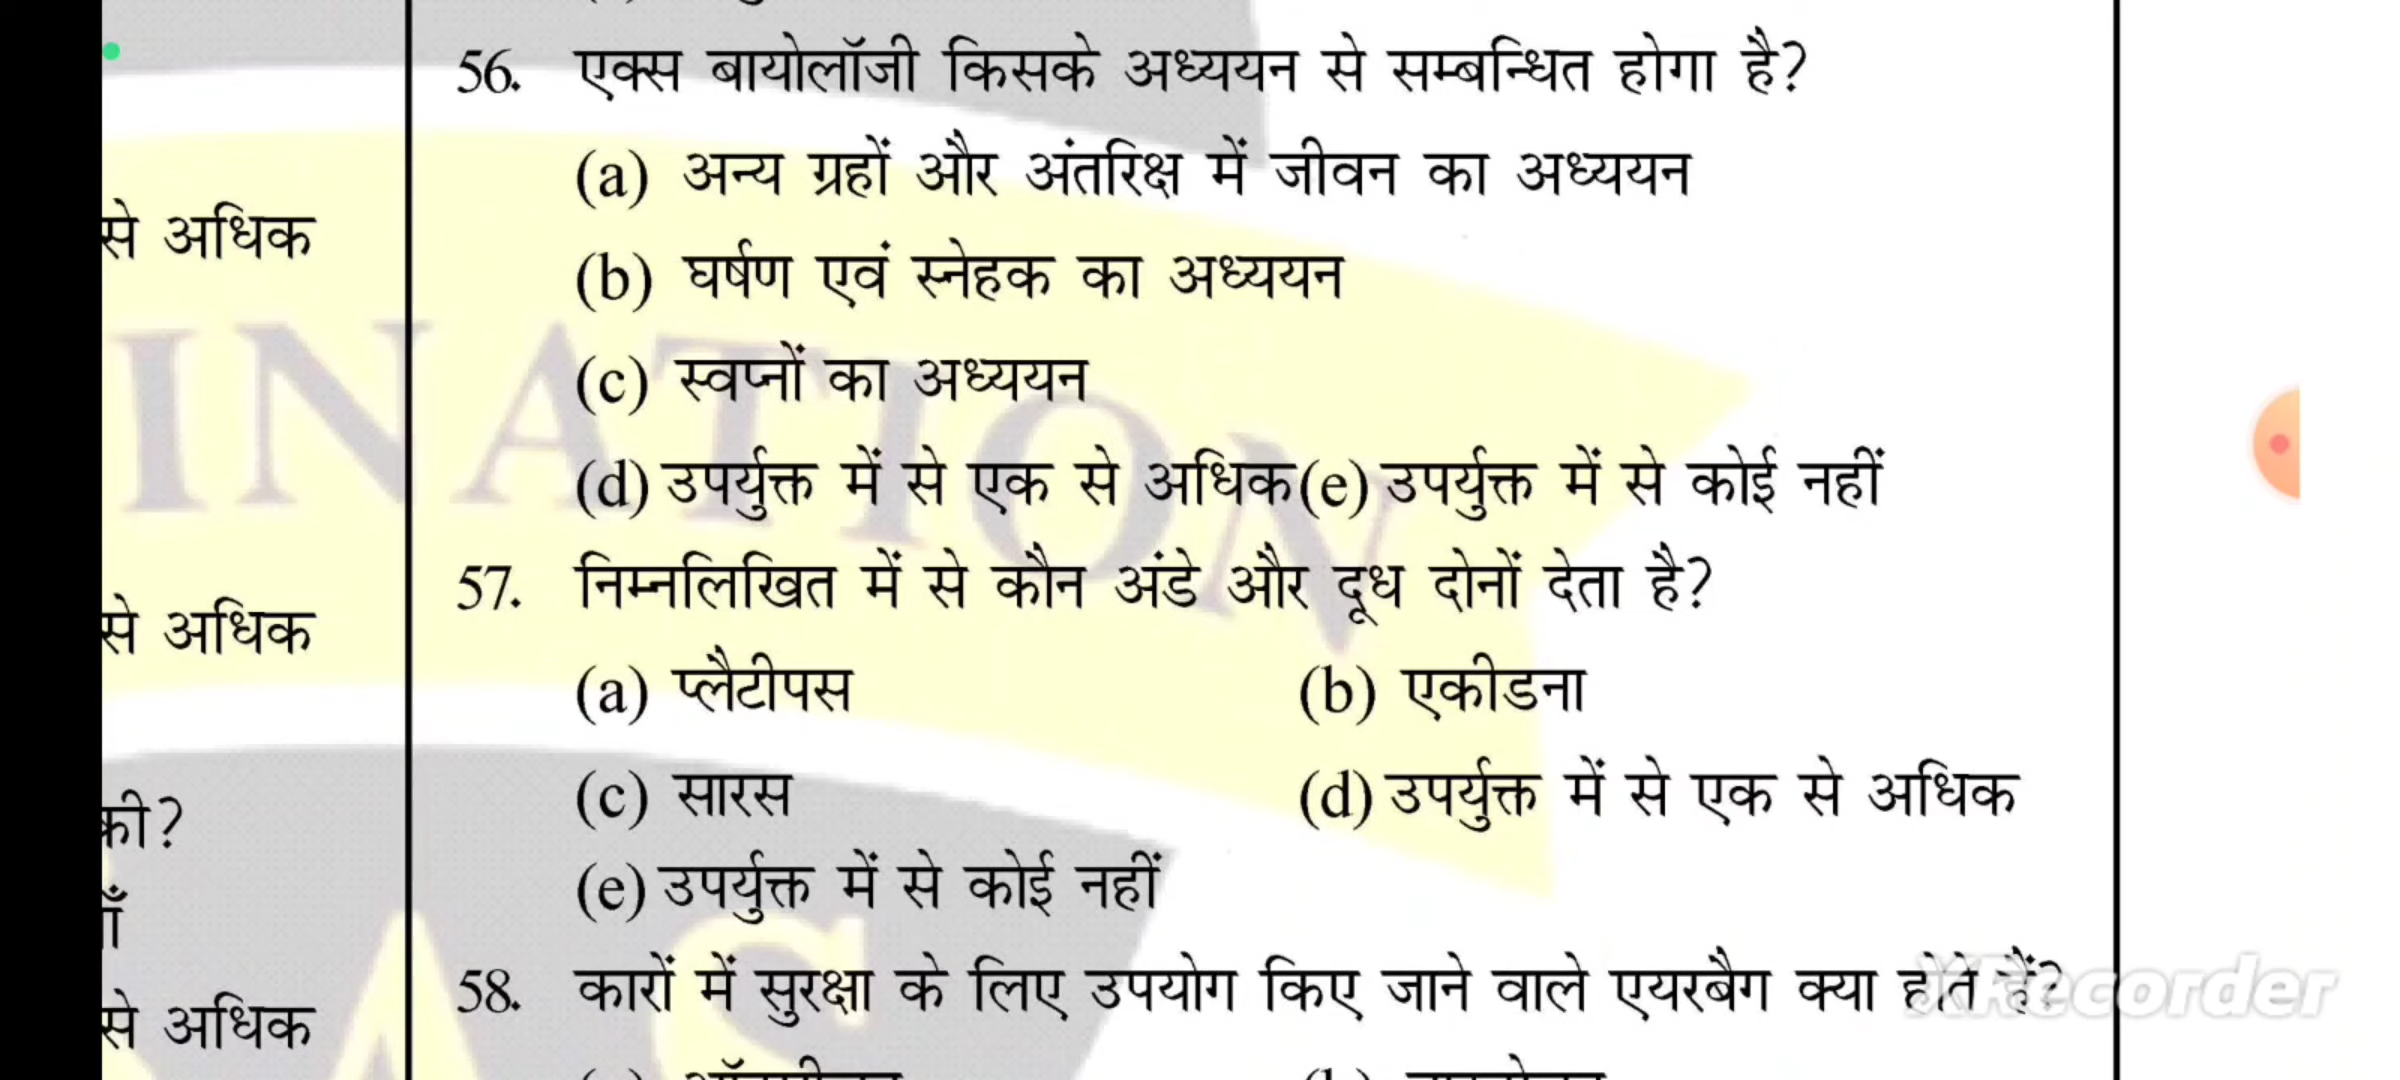 56. एक्स बायोलॉजी किसके अध्ययन से सम्बन्धित होगा है?
(a) अन्य ग्रहों और अंतरिक्ष में जीवन का अध्ययन
से अधिक
(b) घर्षण एवं स्नेहक का अध्ययन
(c) स्वप्नों का अध्ययन
INATION
(d) उपर्युक्त में से एक से अधिक (e) उपर्युक्त में से कोई नहीं
57. निम्नलिखित में से कौन अंडे और दूध दोनों देता है?
से अधिक
(a) प्लैटीपस (b) एकीडना
(c) सारस (d) उपर्युक्त में से एक से अधिक
की?
(e) उपर्युक्त में से कोई नहीं
58. कारों में सुरक्षा के लिए उपयोग किए जाने वाले एयरबैग क्या होते हैं?
XRecorder
से अधिक